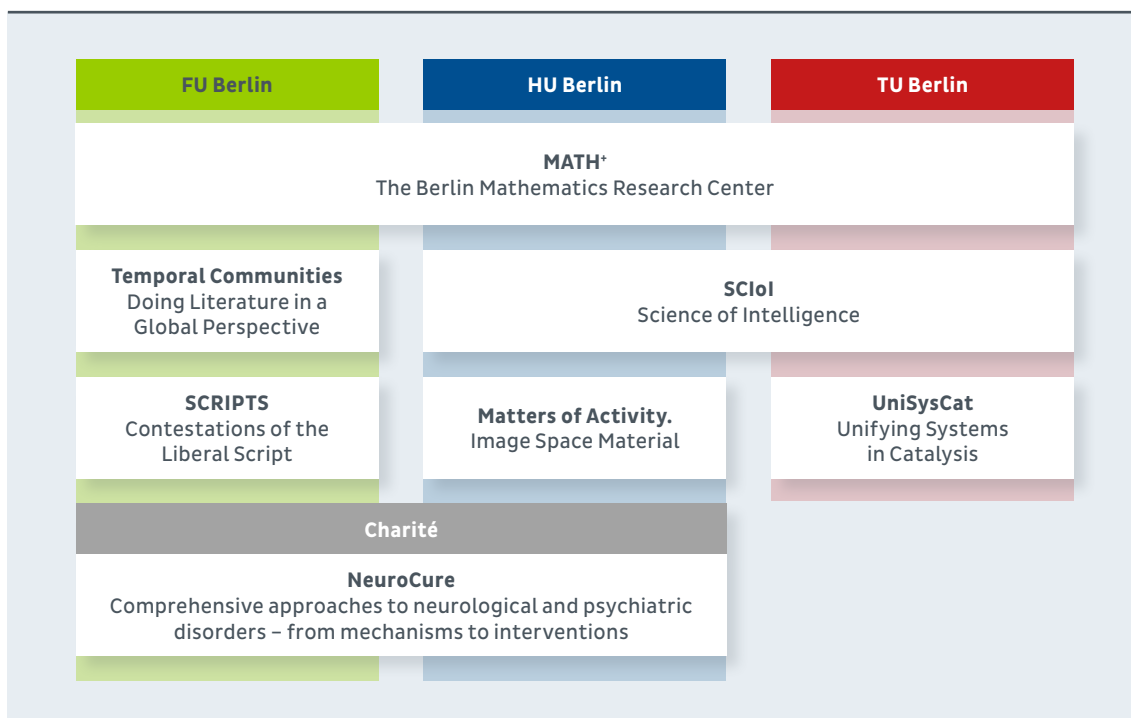 FU Berlin
HU Berlin
TU Berlin
MATH⁺
The Berlin Mathematics Research Center
Temporal Communities
Doing Literature in a
Global Perspective
SCIoI
Science of Intelligence
SCRIPTS
Contestations of the
Liberal Script
Matters of Activity.
Image Space Material
UniSysCat
Unifying Systems
in Catalysis
Charité
NeuroCure
Comprehensive approaches to neurological and psychiatric
disorders – from mechanisms to interventions